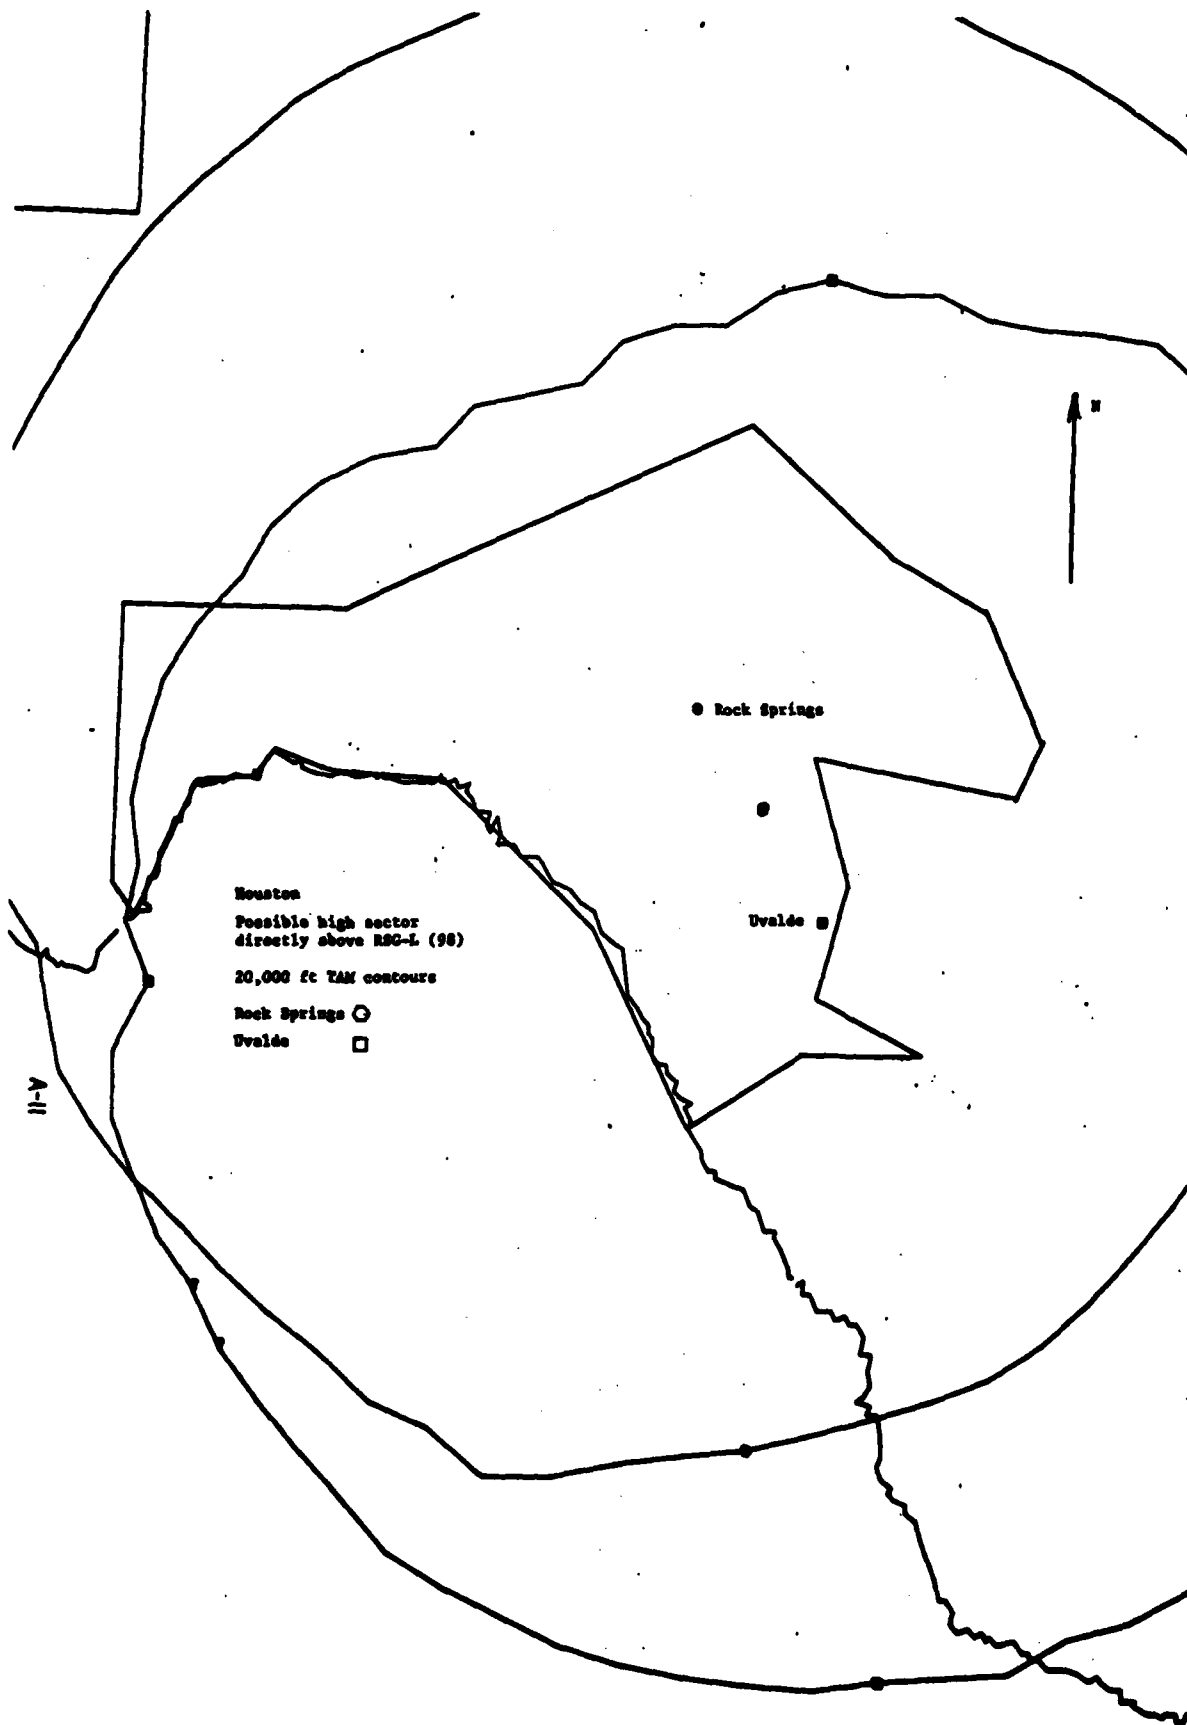 N
Rock Springs
Uvalde
Houston
Possible high sector
directly above RSG-L (98)
20,000 ft TAM contours
Rock Springs
Uvalde
A-11